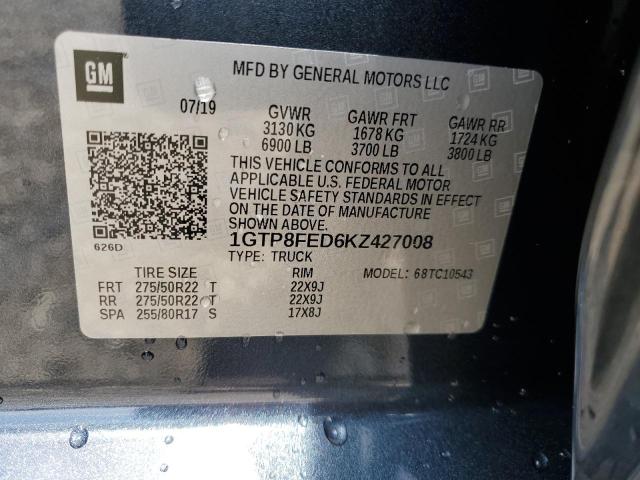 GM
MFD BY GENERAL MOTORS LLC
07/19 GVWR GAWR FRT GAWR RR
3130 KG 1678 KG 1724 KG
6900 LB 3700 LB 3800 LB
THIS VEHICLE CONFORMS TO ALL
APPLICABLE U.S. FEDERAL MOTOR
VEHICLE SAFETY STANDARDS IN EFFECT
ON THE DATE OF MANUFACTURE
SHOWN ABOVE.
626D 1GTP8FED6KZ427008
TYPE: TRUCK
TIRE SIZE RIM MODEL: 68TC10543
FRT 275/50R22 T 22X9J
RR 275/50R22 T 22X9J
SPA 255/80R17 S 17X8J